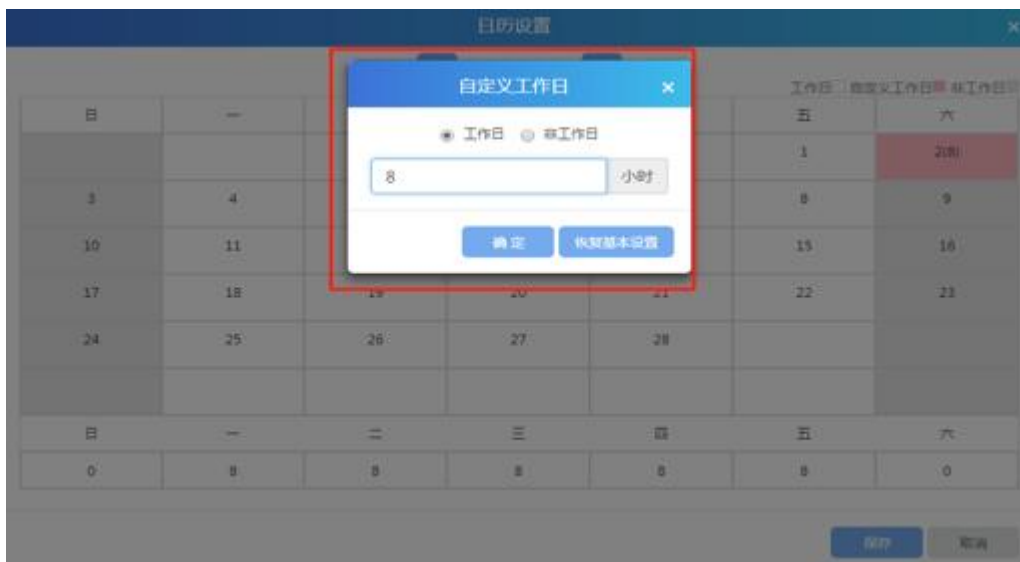 日历设置 ×
自定义工作日 ×
工作日 自定义工作日 非工作日
日 一 五 六
工作日 非工作日
1 2(8)
8 小时
3 4 8 9
确定 恢复基本设置
10 11 15 16
17 18 19 20 21 22 23
24 25 26 27 28
日 一 二 三 四 五 六
0 8 8 8 8 8 0
保存 取消